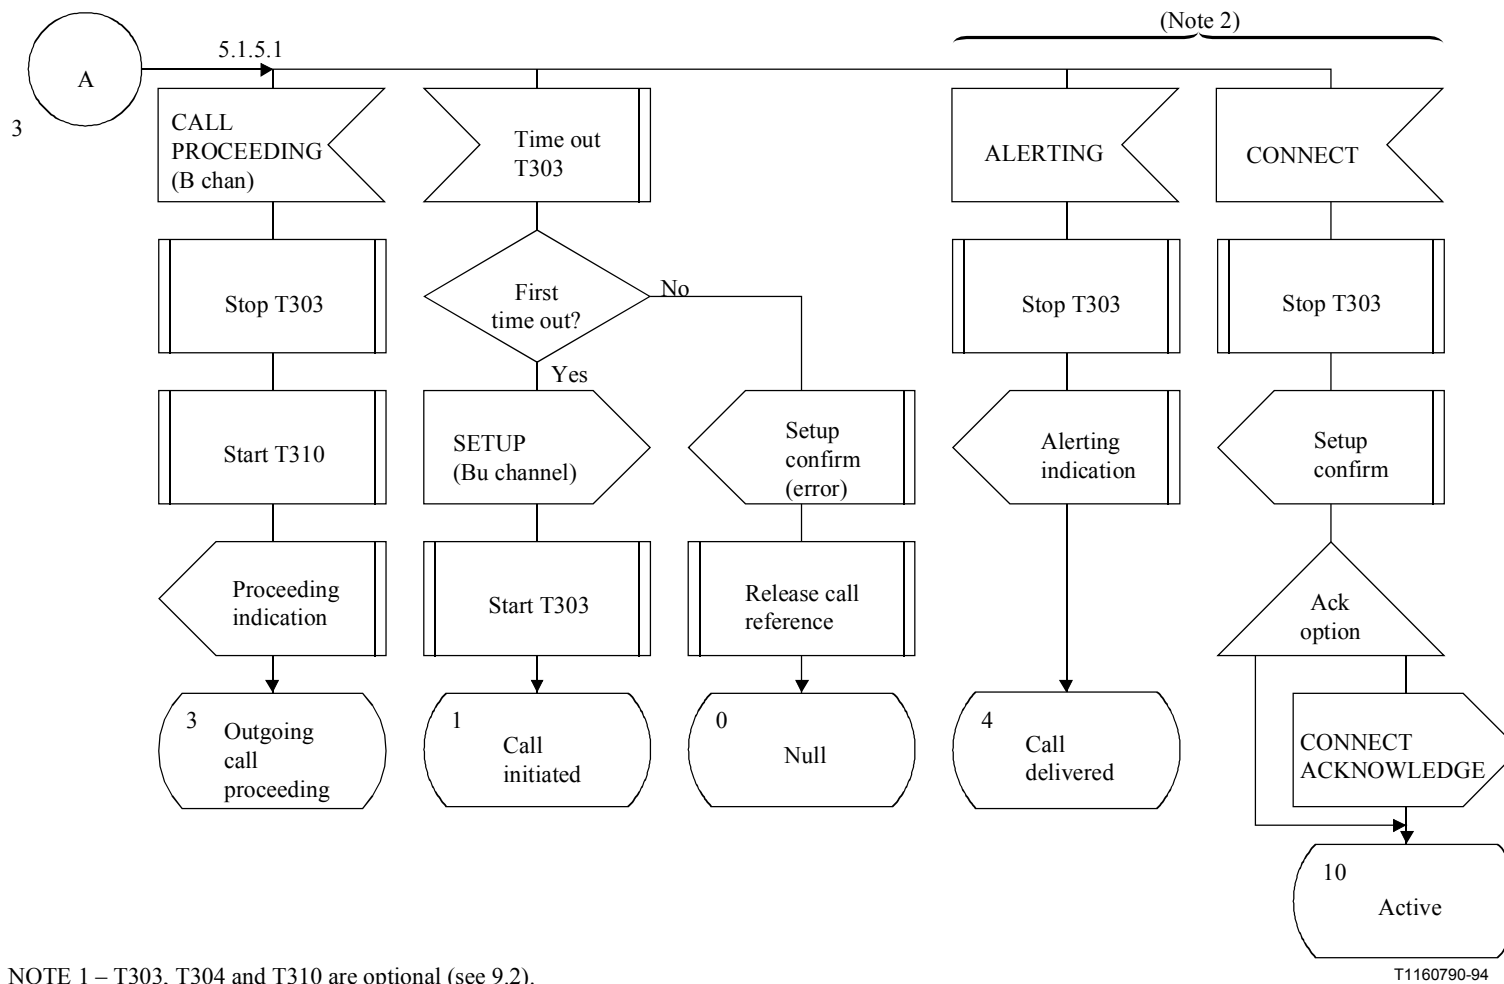 (Note 2)
5.1.5.1
A
3
CALL
PROCEEDING
(B chan)
Time out
T303
ALERTING
CONNECT
Stop T303
First
time out?
No
Yes
Stop T303
Stop T303
Start T310
SETUP
(Bu channel)
Setup
confirm
(error)
Alerting
indication
Setup
confirm
Proceeding
indication
Start T303
Release call
reference
Ack
option
3
Outgoing
call
proceeding
1
Call
initiated
0
Null
4
Call
delivered
CONNECT
ACKNOWLEDGE
10
Active
NOTE 1 – T303, T304 and T310 are optional (see 9.2).
T1160790-94